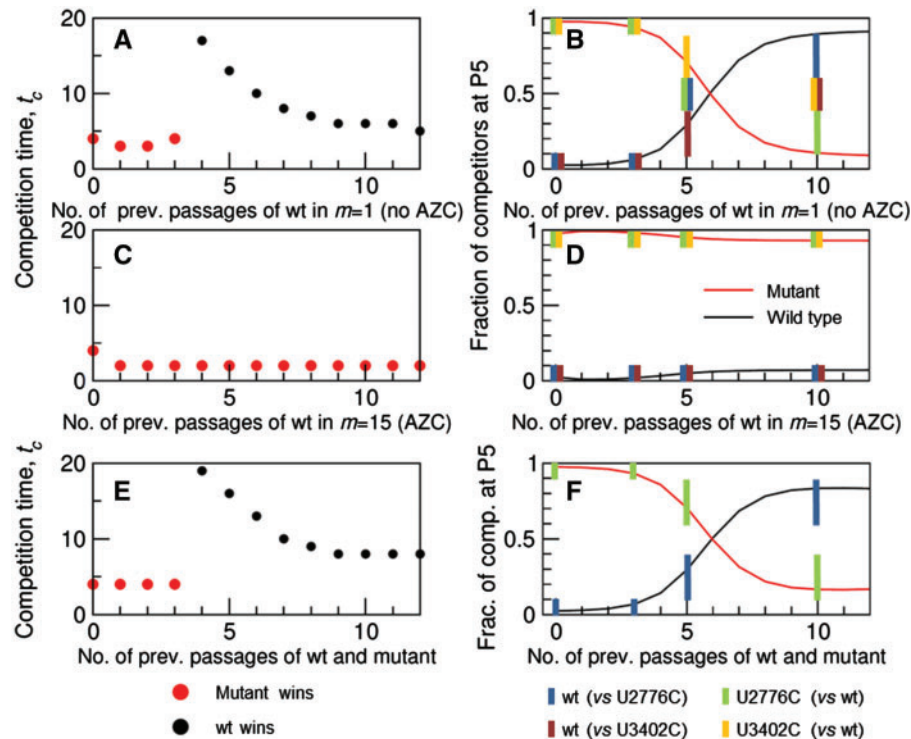 A
B
20
10
0
0
5
10
Competition time, t_c
No. of prev. passages of wt in m=1 (no AZC)
1
0.5
0
0
5
10
Fraction of competitors at P5
No. of prev. passages of wt in m=1 (no AZC)
C
D
20
10
0
0
5
10
No. of prev. passages of wt in m=15 (AZC)
1
0.5
0
0
5
10
Mutant
Wild type
No. of prev. passages of wt in m=15 (AZC)
E
F
20
10
0
0
5
10
Competition time, t_c
No. of prev. passages of wt and mutant
1
0.5
0
0
5
10
Frac. of comp. at P5
No. of prev. passages of wt and mutant
Mutant wins
wt wins
wt (vs U2776C)
U2776C (vs wt)
wt (vs U3402C)
U3402C (vs wt)